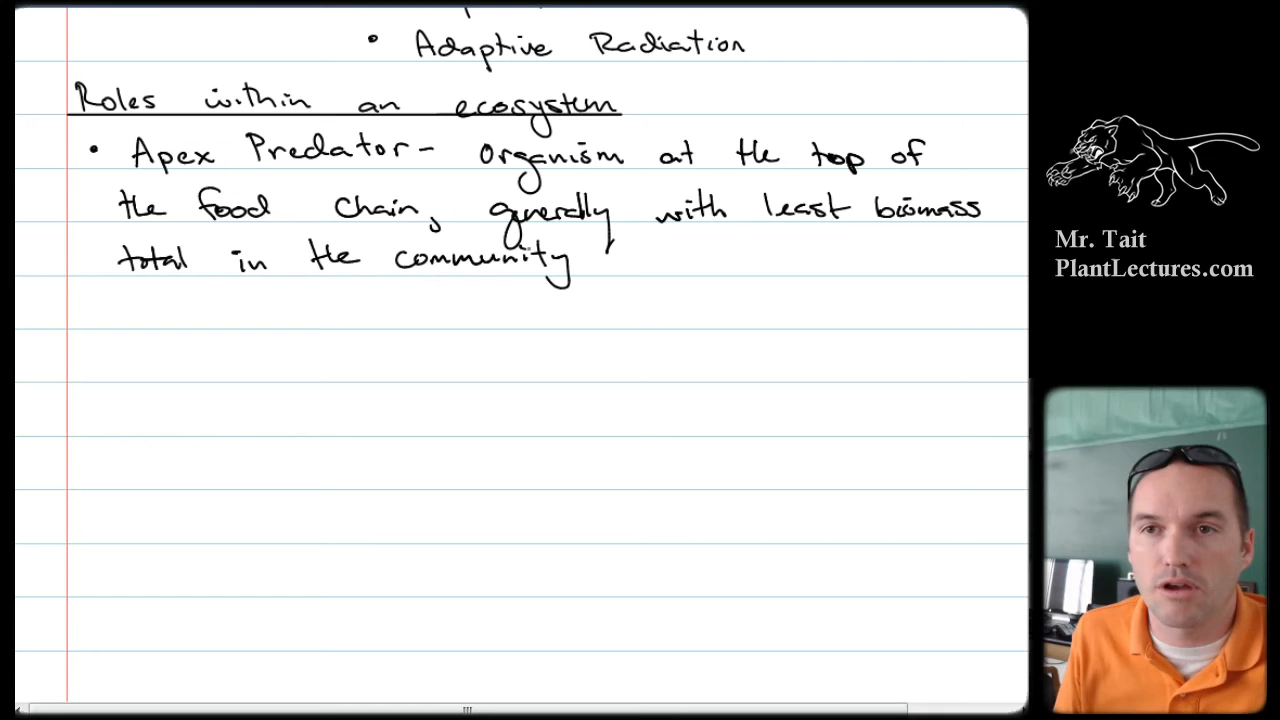 • Adaptive Radiation
Roles within an ecosystem
• Apex Predator- Organism at the top of
the food chain, generally with least biomass
total in the community
Mr. Tait
PlantLectures.com